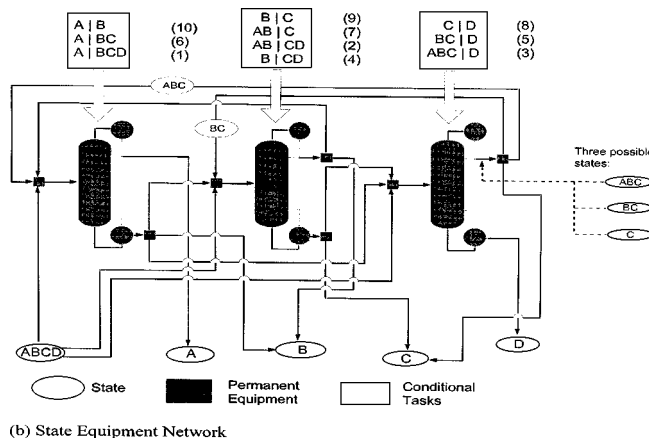 A | B
A | BC
A | BCD
(10)
(6)
(1)
B | C
AB | C
AB | CD
B | CD
(9)
(7)
(2)
(4)
C | D
BC | D
ABC | D
(8)
(5)
(3)
ABC
BC
Three possible
states:
ABC
BC
C
ABCD
A
B
C
D
State
Permanent
Equipment
Conditional
Tasks
(b) State Equipment Network